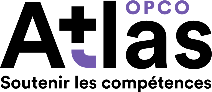 OPCO
Atlas
Soutenir les compétences